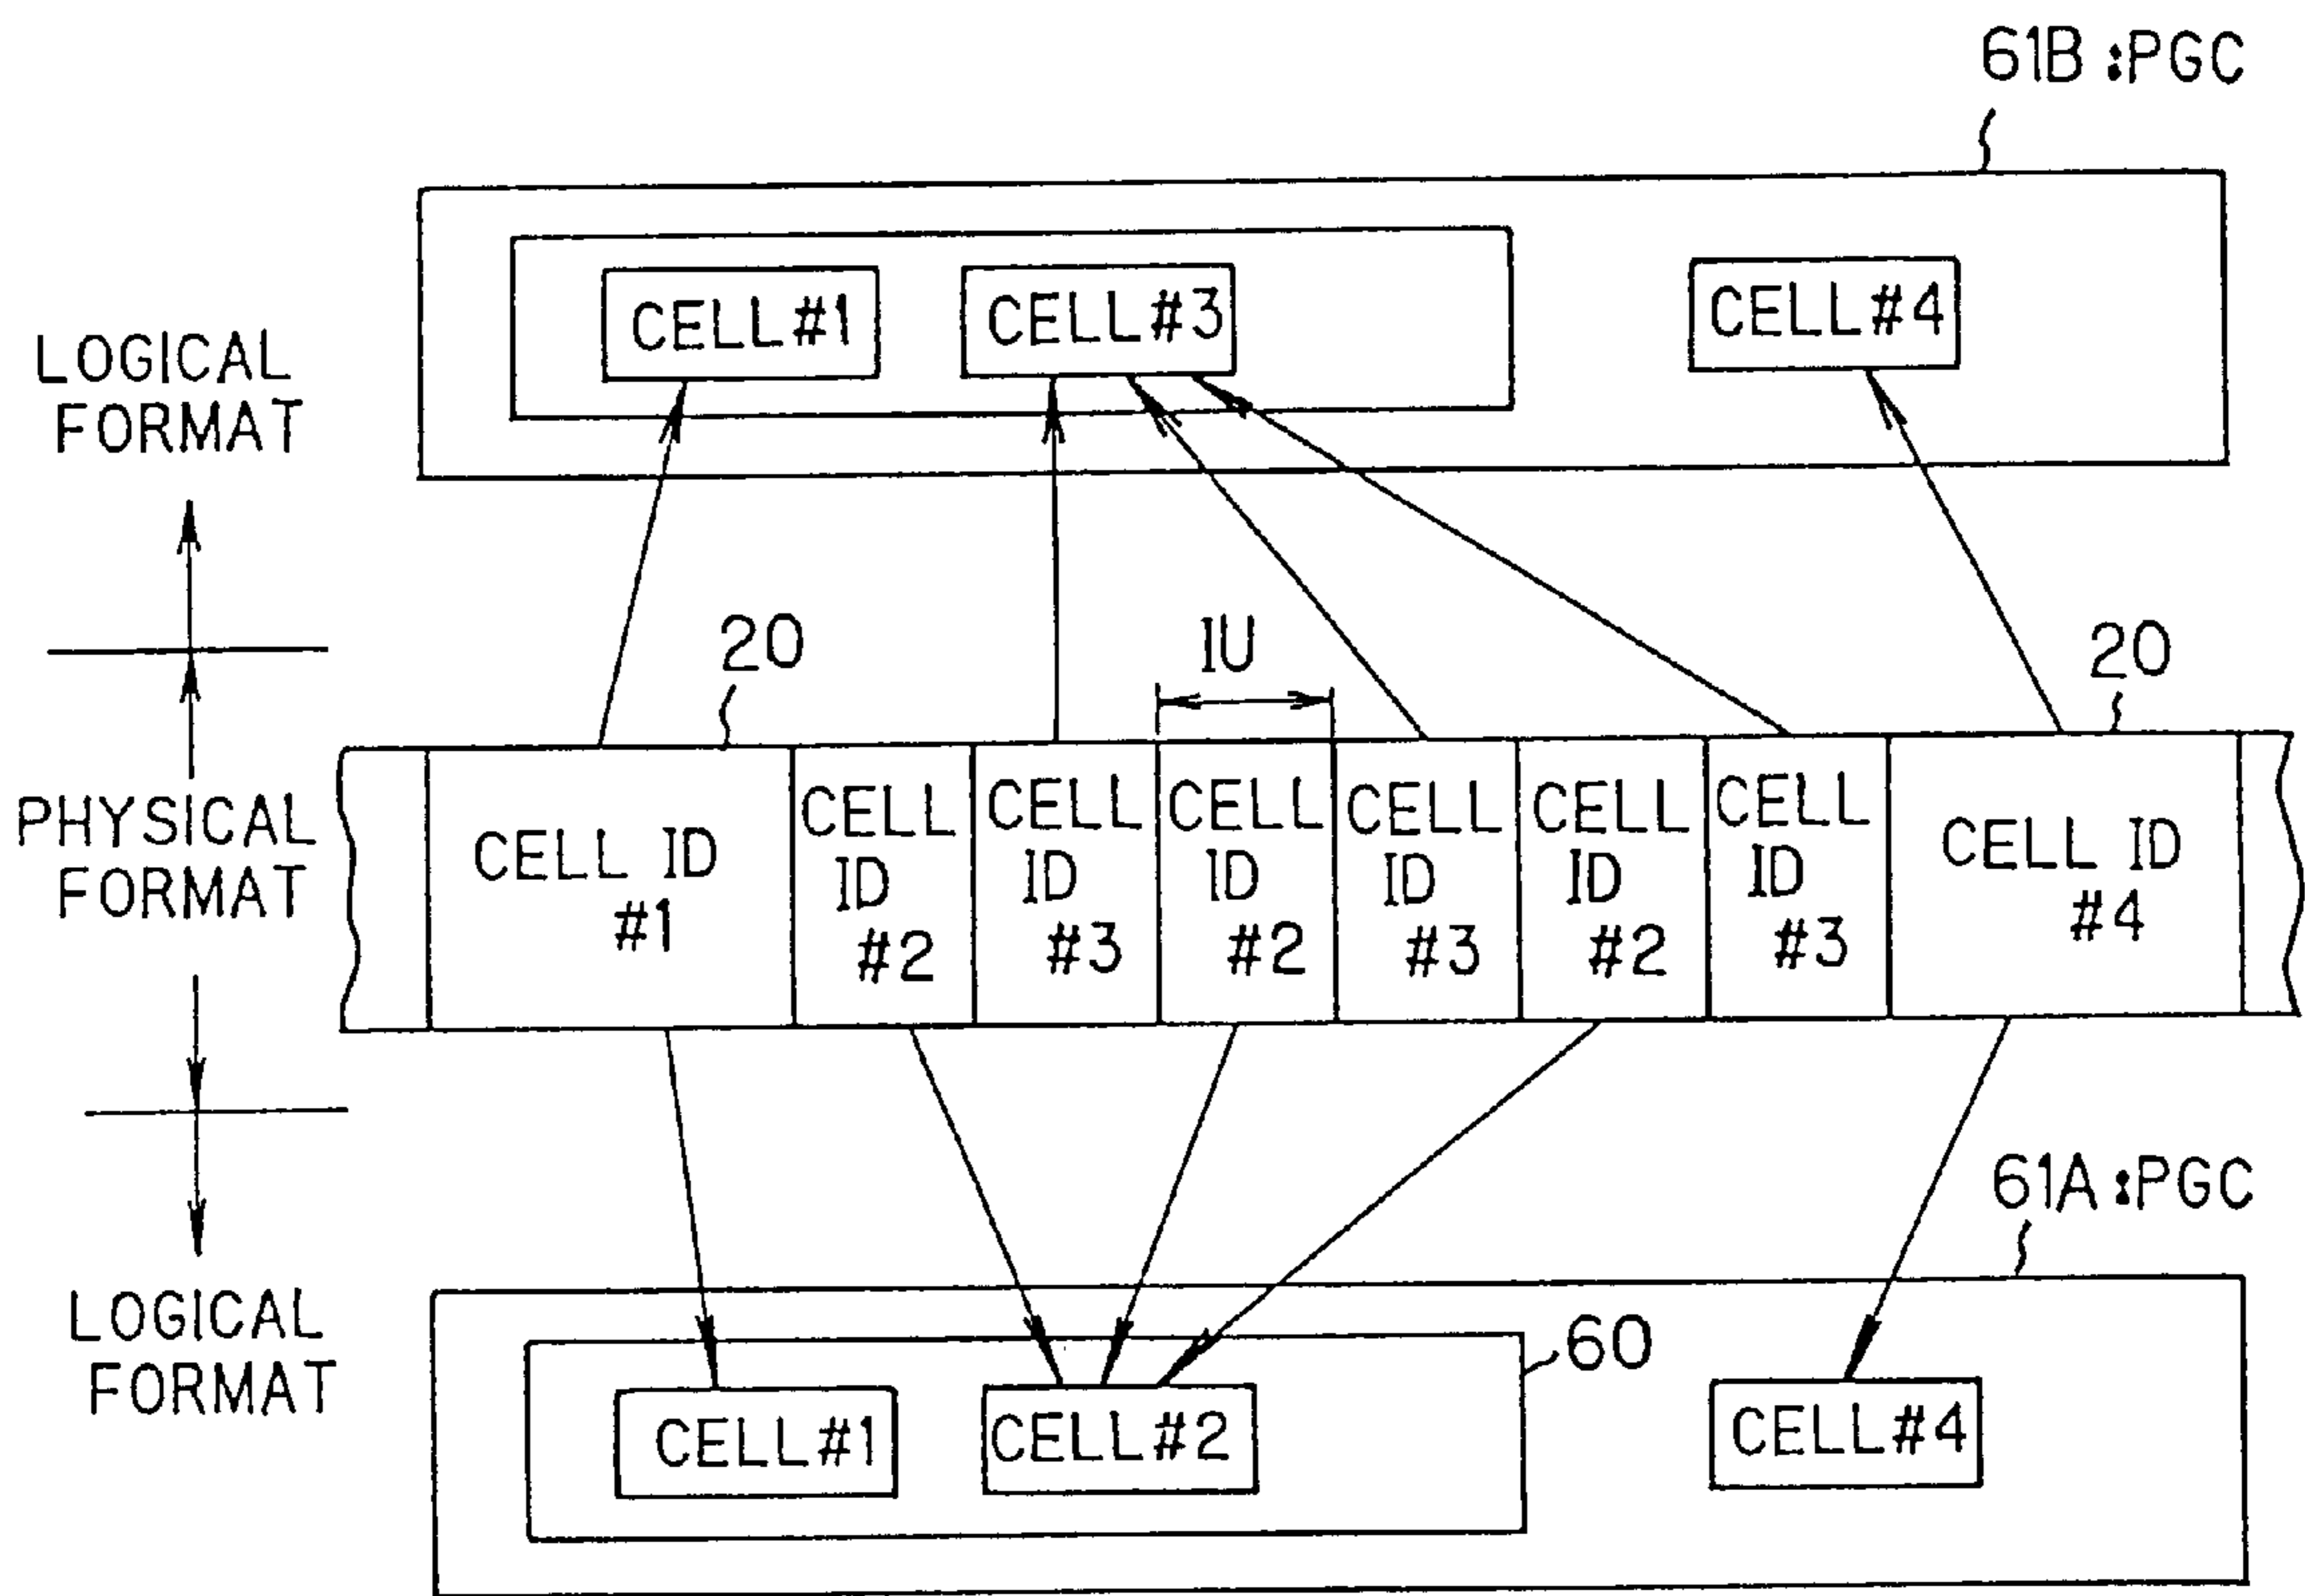 61B :PGC
CELL #1
CELL #3
CELL #4
LOGICAL
FORMAT
20
IU
20
PHYSICAL
FORMAT
CELL ID
#1
CELL
ID
#2
CELL
ID
#3
CELL
ID
#2
CELL
ID
#3
CELL
ID
#2
CELL
ID
#3
CELL ID
#4
61A :PGC
LOGICAL
FORMAT
60
CELL #1
CELL #2
CELL #4